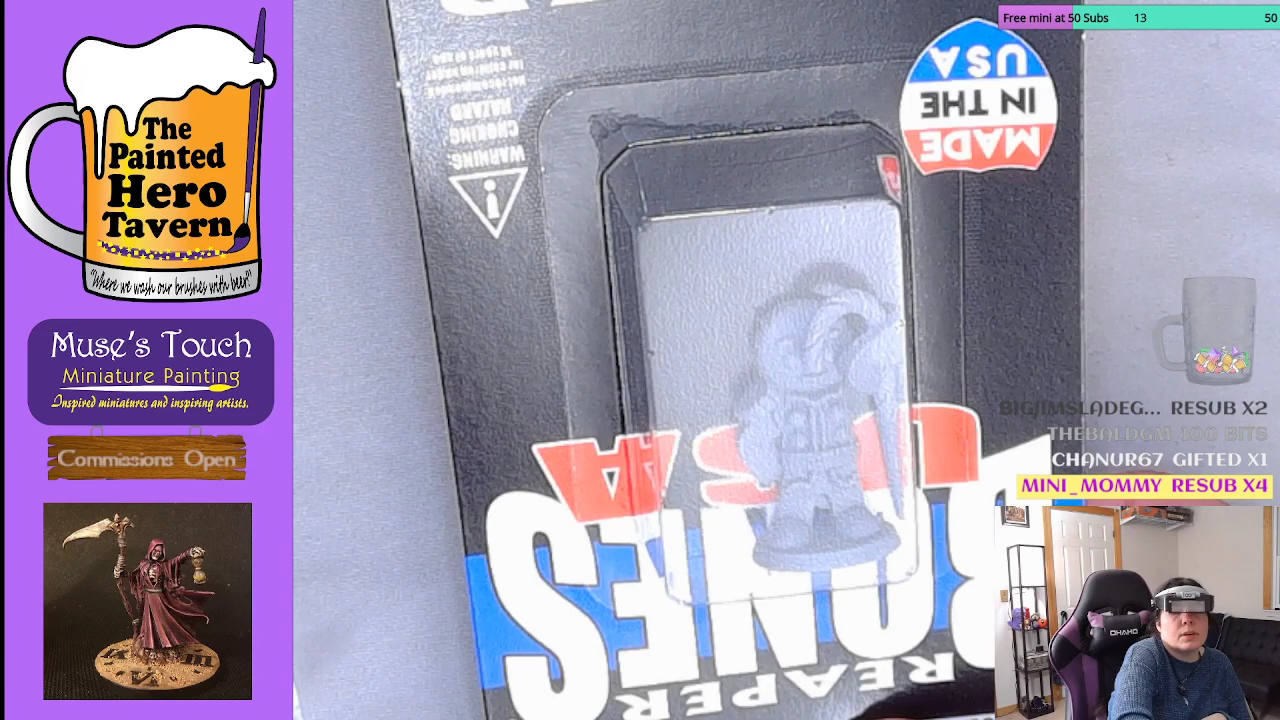 The
Painted
Hero
Tavern
"Where we wash our brushes with beer!"
Muse's Touch
Miniature Painting
Inspired miniatures and inspiring artists.
Commissions Open
MADE
IN THE
USA
WARNING
CHOKING
HAZARD
REAPER
BONES
USA
Free mini at 50 Subs 13 50
BIGJIMSLADEG... RESUB X2
THEBALDGM 100 BITS
CHANUR67 GIFTED X1
MINI_MOMMY RESUB X4
DXRACER